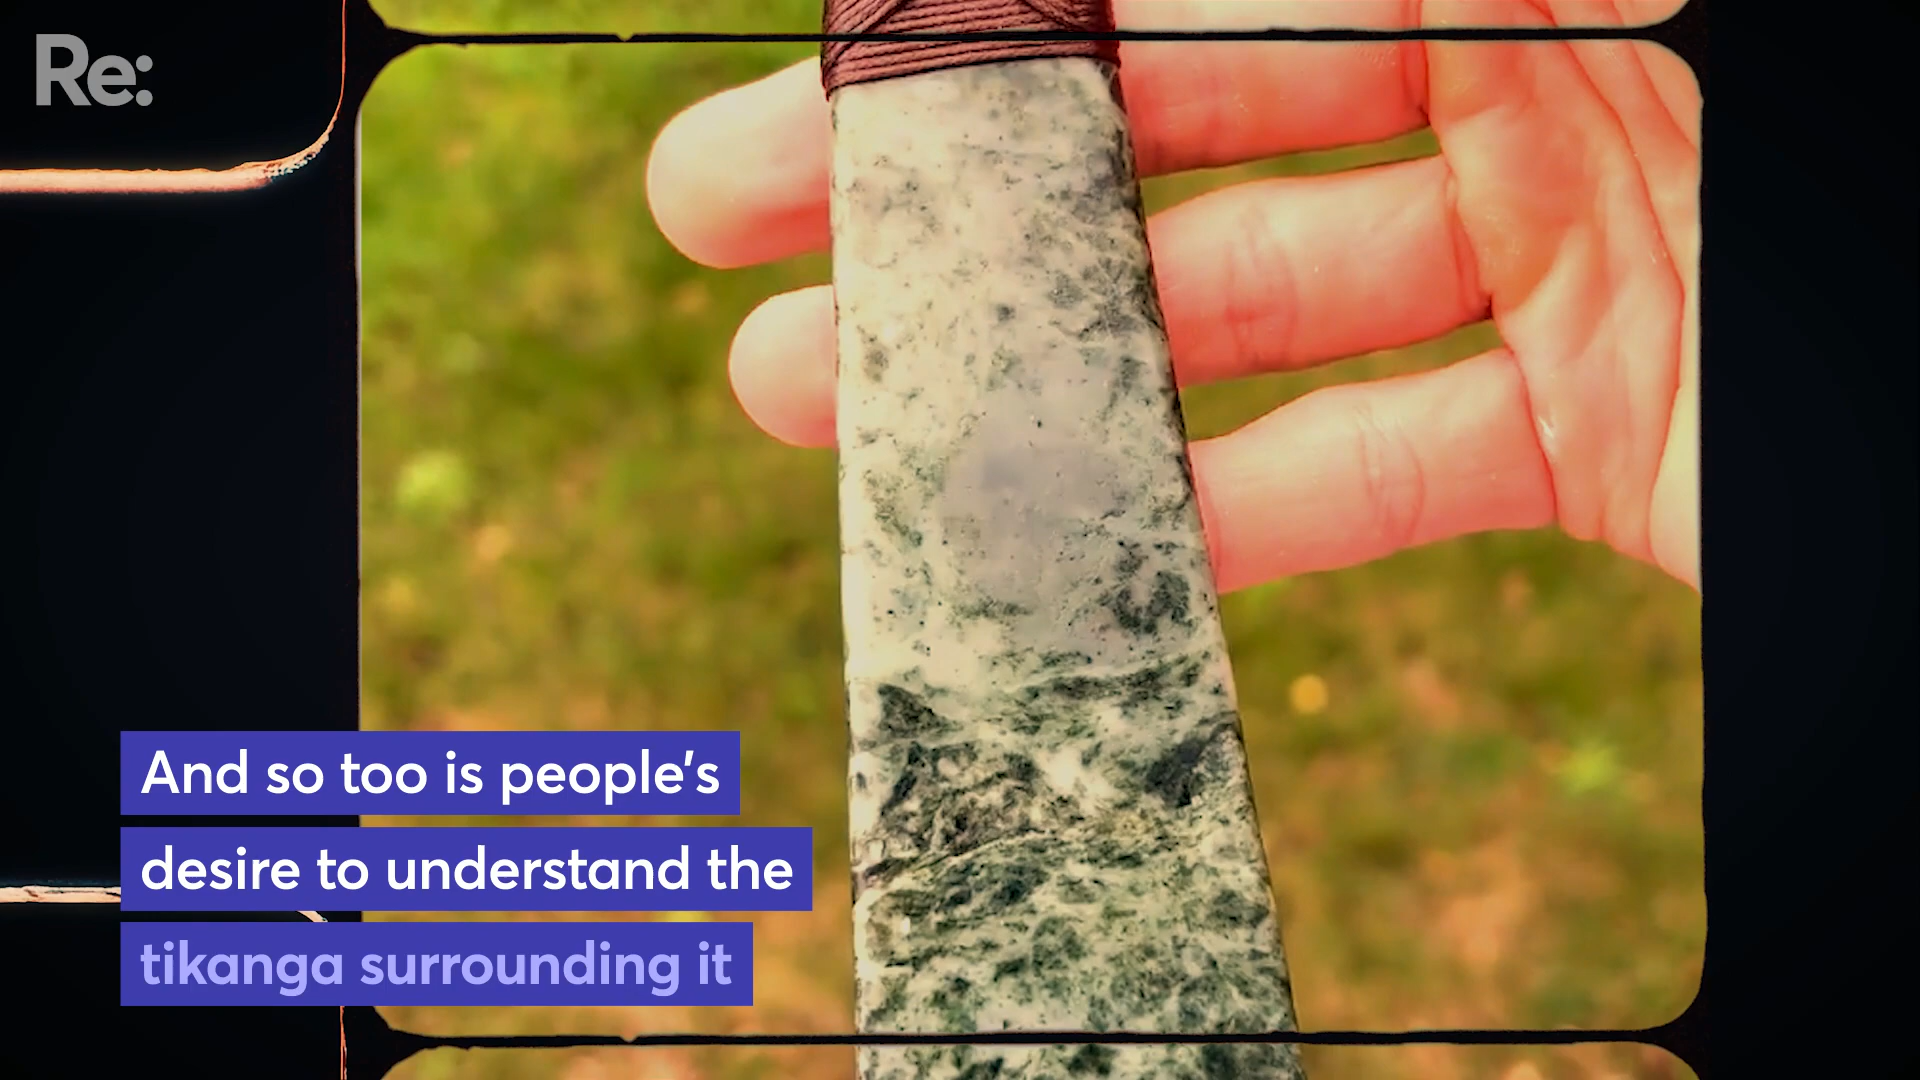 Re:
And so too is people's
desire to understand the
tikanga surrounding it